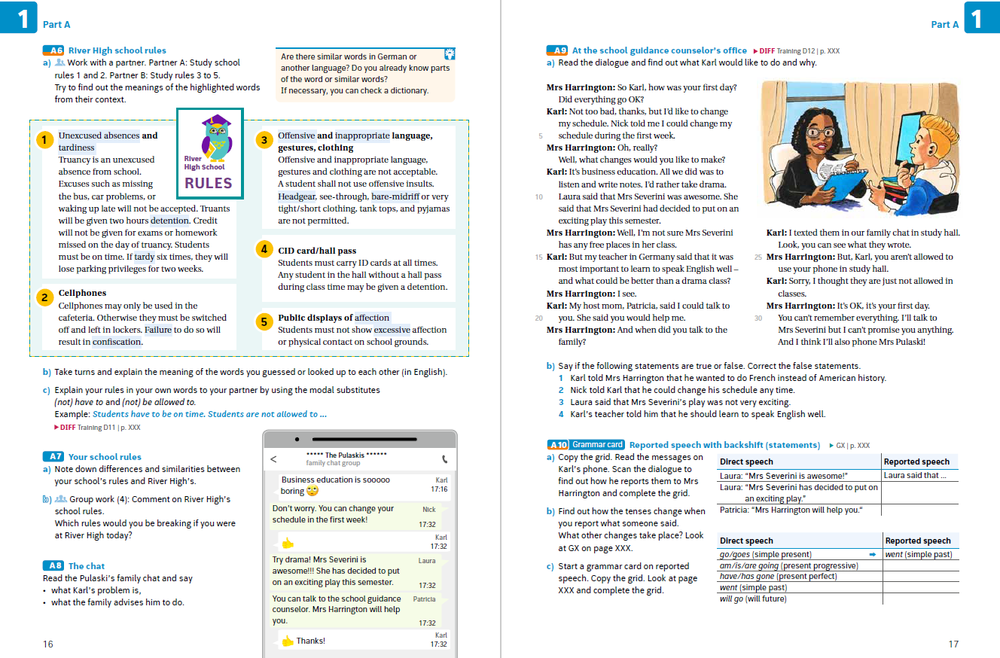 1
Part A
A6 River High school rules
a) Work with a partner. Partner A: Study school
rules 1 and 2. Partner B: Study rules 3 to 5.
Try to find out the meanings of the highlighted words
from their context.
Are there similar words in German or
another language? Do you already know parts
of the word or similar words?
If necessary, you can check a dictionary.
River
High School
RULES
1
Unexcused absences and
tardiness
Truancy is an unexcused
absence from school.
Excuses such as missing
the bus, car problems, or
waking up late will not be accepted. Truants
will be given two hours detention. Credit
will not be given for exams or homework
missed on the day of truancy. Students
must be on time. If tardy six times, they will
lose parking privileges for two weeks.
2
Cellphones
Cellphones may only be used in the
cafeteria. Otherwise they must be switched
off and left in lockers. Failure to do so will
result in confiscation.
3
Offensive and inappropriate language,
gestures, clothing
Offensive and inappropriate language,
gestures and clothing are not acceptable.
A student shall not use offensive insults.
Headgear, see-through, bare-midriff or very
tight/short clothing, tank tops, and pyjamas
are not permitted.
4
CID card/hall pass
Students must carry ID cards at all times.
Any student in the hall without a hall pass
during class time may be given a detention.
5
Public displays of affection
Students must not show excessive affection
or physical contact on school grounds.
b) Take turns and explain the meaning of the words you guessed or looked up to each other (in English).
c) Explain your rules in your own words to your partner by using the modal substitutes
(not) have to and (not) be allowed to.
Example: Students have to be on time. Students are not allowed to ...
▶ DIFF Training D11 | p. XXX
A7 Your school rules
a) Note down differences and similarities between
your school's rules and River High's.
b) Group work (4): Comment on River High's
school rules.
Which rules would you be breaking if you were
at River High today?
A8 The chat
Read the Pulaski's family chat and say
• what Karl's problem is,
• what the family advises him to do.
<
***** The Pulaskis ******
family chat group
Business education is sooooo
boring 🙄
Karl
17:16
Don't worry. You can change your
schedule in the first week!
Nick
17:32
👍
Karl
17:32
Try drama! Mrs Severini is
awesome!!! She has decided to put
on an exciting play this semester.
Laura
17:32
You can talk to the school guidance
counselor. Mrs Harrington will help
you.
Patricia
17:32
👍 Thanks!
Karl
17:32
16
Part A
1
A9 At the school guidance counselor's office ▶ DIFF Training D12 | p. XXX
a) Read the dialogue and find out what Karl would like to do and why.
Mrs Harrington: So Karl, how was your first day?
Did everything go OK?
Karl: Not too bad, thanks, but I'd like to change
my schedule. Nick told me I could change my
5 schedule during the first week.
Mrs Harrington: Oh, really?
Well, what changes would you like to make?
Karl: It's business education. All we did was to
listen and write notes. I'd rather take drama.
10 Laura said that Mrs Severini was awesome. She
said that Mrs Severini had decided to put on an
exciting play this semester.
Mrs Harrington: Well, I'm not sure Mrs Severini
has any free places in her class.
15 Karl: But my teacher in Germany said that it was
most important to learn to speak English well –
and what could be better than a drama class?
Mrs Harrington: I see.
Karl: My host mom, Patricia, said I could talk to
20 you. She said you would help me.
Mrs Harrington: And when did you talk to the
family?
Karl: I texted them in our family chat in study hall.
Look, you can see what they wrote.
25 Mrs Harrington: But, Karl, you aren't allowed to
use your phone in study hall.
Karl: Sorry, I thought they are just not allowed in
classes.
Mrs Harrington: It's OK, it's your first day.
30 You can't remember everything. I'll talk to
Mrs Severini but I can't promise you anything.
And I think I'll also phone Mrs Pulaski!
b) Say if the following statements are true or false. Correct the false statements.
1 Karl told Mrs Harrington that he wanted to do French instead of American history.
2 Nick told Karl that he could change his schedule any time.
3 Laura said that Mrs Severini's play was not very exciting.
4 Karl's teacher told him that he should learn to speak English well.
A10 Grammar card Reported speech with backshift (statements) ▶ GX | p. XXX
a) Copy the grid. Read the messages on
Karl's phone. Scan the dialogue to
find out how he reports them to Mrs
Harrington and complete the grid.
b) Find out how the tenses change when
you report what someone said.
What other changes take place? Look
at GX on page XXX.
c) Start a grammar card on reported
speech. Copy the grid. Look at page
XXX and complete the grid.
Direct speech Reported speech
Laura: "Mrs Severini is awesome!" Laura said that ...
Laura: "Mrs Severini has decided to put on
an exciting play."
Patricia: "Mrs Harrington will help you."
Direct speech Reported speech
go/goes (simple present) ➡ went (simple past)
am/is/are going (present progressive)
have/has gone (present perfect)
went (simple past)
will go (will future)
17